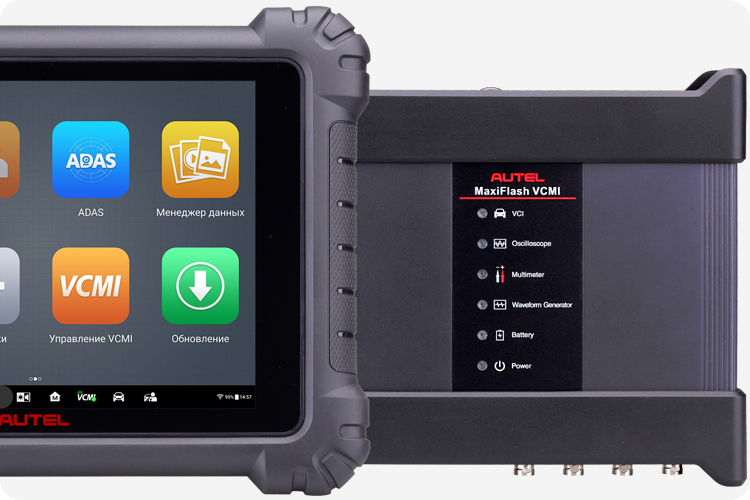 ADAS
ADAS
Менеджер данных
ки
VCMI
Управление VCMI
Обновление
VCMI
95%
14:57
AUTEL
AUTEL
MaxiFlash VCMI
VCI
Oscilloscope
Multimeter
Waveform Generator
Battery
Power